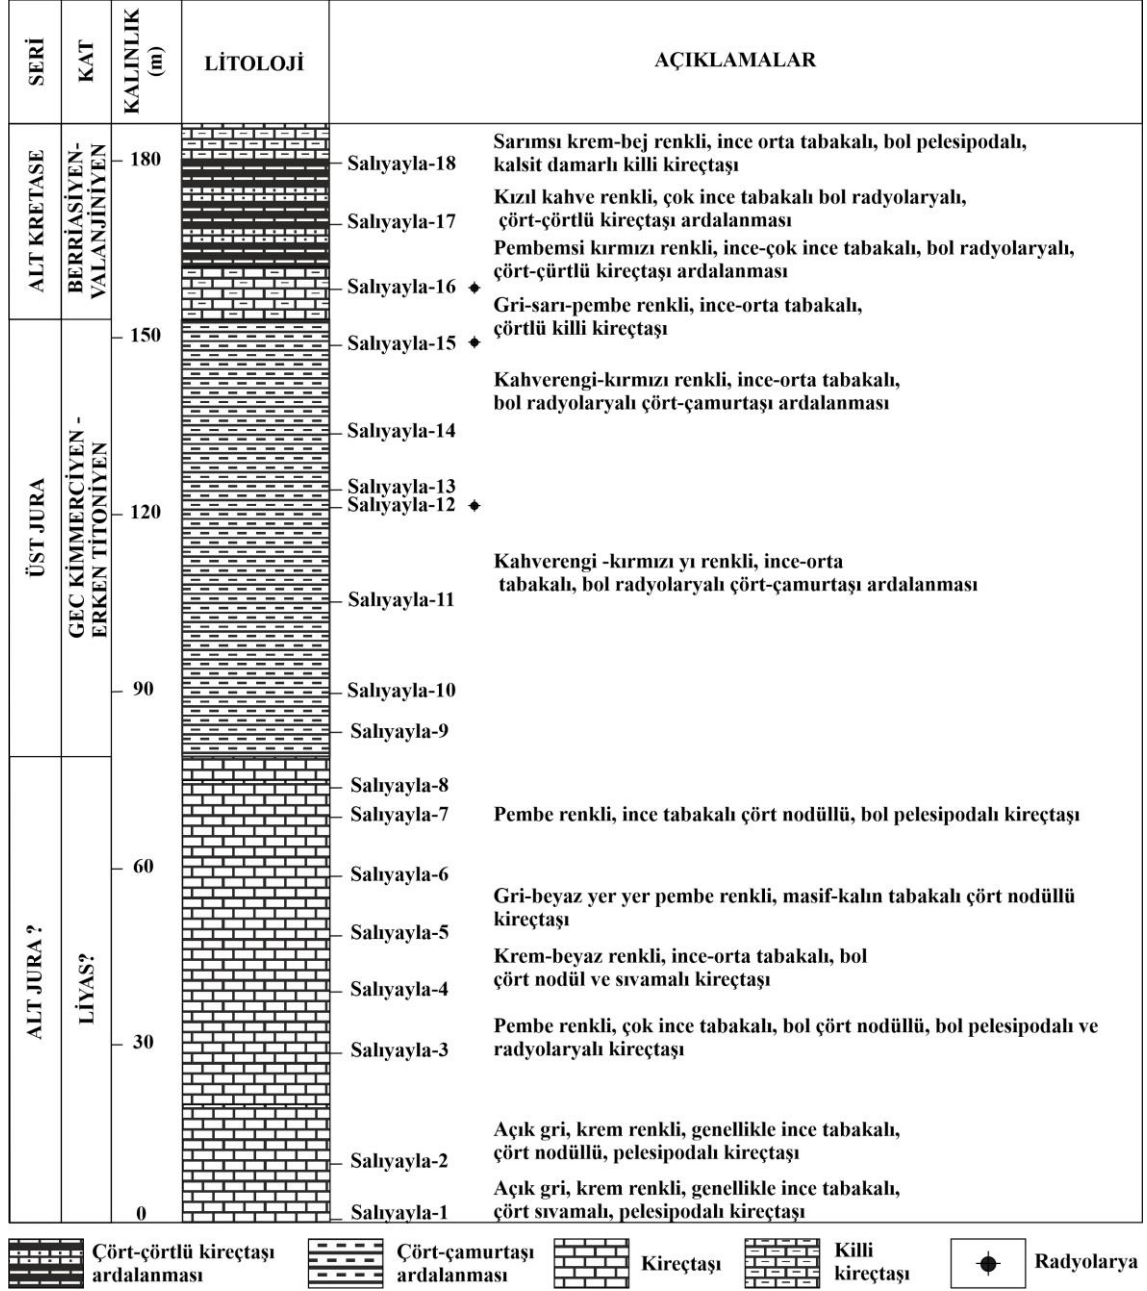 SERİ
KAT
KALINLIK
(m)
LİTOLOJİ
AÇIKLAMALAR
ALT KRETASE
BERRİASİYEN-
VALANJİNİYEN
ÜST JURA
GEC KİMMERCİYEN -
ERKEN TİTONİYEN
ALT JURA ?
LİYAS?
180
150
120
90
60
30
0
Salıyayla-18
Salıyayla-17
Salıyayla-16
Salıyayla-15
Salıyayla-14
Salıyayla-13
Salıyayla-12
Salıyayla-11
Salıyayla-10
Salıyayla-9
Salıyayla-8
Salıyayla-7
Salıyayla-6
Salıyayla-5
Salıyayla-4
Salıyayla-3
Salıyayla-2
Salıyayla-1
Sarımsı krem-bej renkli, ince orta tabakalı, bol pelesipodalı,
kalsit damarlı killi kireçtaşı
Kızıl kahve renkli, çok ince tabakalı bol radyolaryalı,
çört-çörtlü kireçtaşı ardalanması
Pembemsi kırmızı renkli, ince-çok ince tabakalı, bol radyolaryalı,
çört-çürtlü kireçtaşı ardalanması
Gri-sarı-pembe renkli, ince-orta tabakalı,
çörtlü killi kireçtaşı
Kahverengi-kırmızı renkli, ince-orta tabakalı,
bol radyolaryalı çört-çamurtaşı ardalanması
Kahverengi -kırmızı yı renkli, ince-orta
tabakalı, bol radyolaryalı çört-çamurtaşı ardalanması
Pembe renkli, ince tabakalı çört nodüllü, bol pelesipodalı kireçtaşı
Gri-beyaz yer yer pembe renkli, masif-kalın tabakalı çört nodüllü
kireçtaşı
Krem-beyaz renkli, ince-orta tabakalı, bol
çört nodül ve sıvamalı kireçtaşı
Pembe renkli, çok ince tabakalı, bol çört nodüllü, bol pelesipodalı ve
radyolaryalı kireçtaşı
Açık gri, krem renkli, genellikle ince tabakalı,
çört nodüllü, pelesipodalı kireçtaşı
Açık gri, krem renkli, genellikle ince tabakalı,
çört sıvamalı, pelesipodalı kireçtaşı
Çört-çörtlü kireçtaşı
ardalanması
Çört-çamurtaşı
ardalanması
Kireçtaşı
Killi
kireçtaşı
Radyolarya